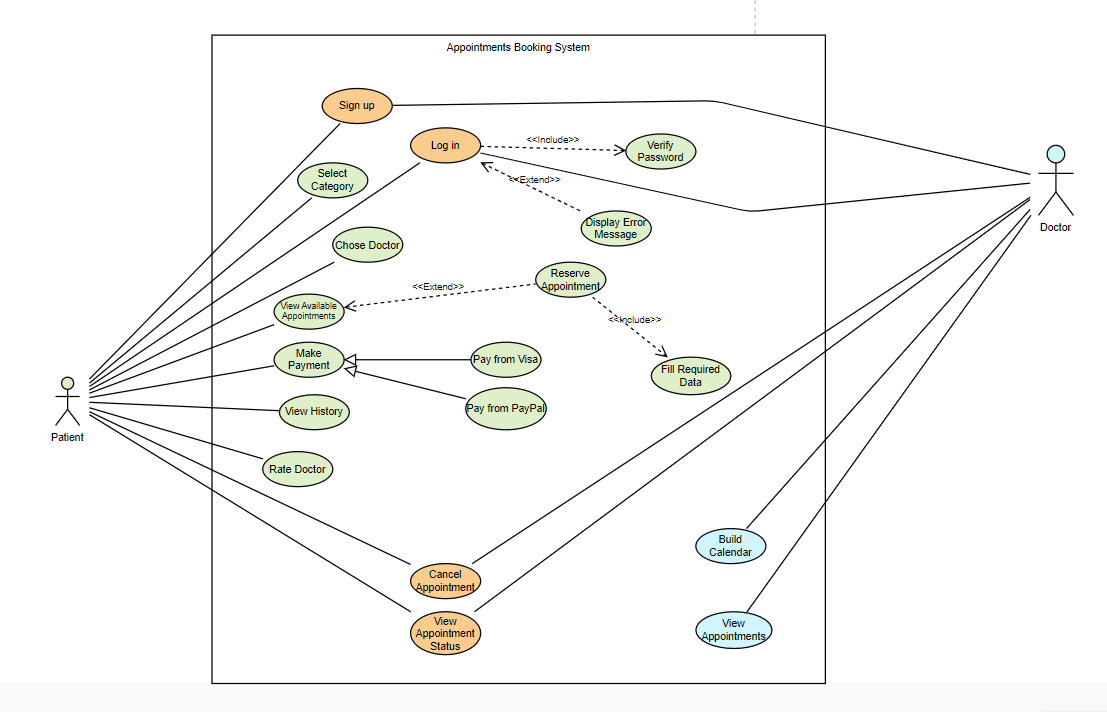 Appointments Booking System
Sign up
Log in
<<Include>>
Verify
Password
Select
Category
<<Extend>>
Display Error
Message
Doctor
Chose Doctor
Reserve
Appointment
<<Extend>>
View Available
Appointments
<<Include>>
Make
Payment
Pay from Visa
Fill Required
Data
View History
Pay from PayPal
Patient
Rate Doctor
Build
Calendar
Cancel
Appointment
View
Appointment
Status
View
Appointments